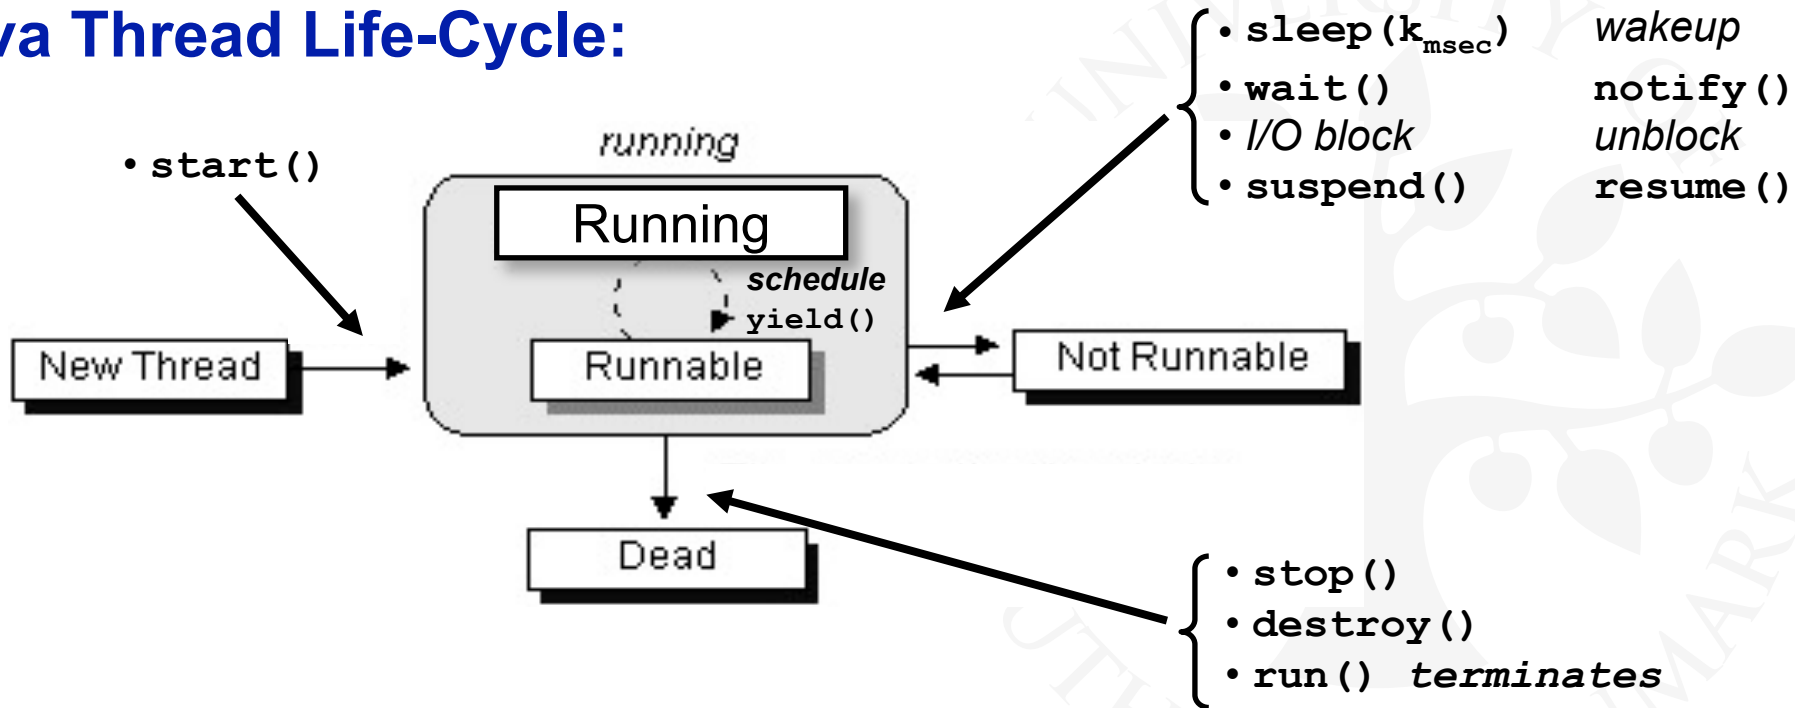 va Thread Life-Cycle:
• sleep(kmsec) wakeup
• wait() notify()
• I/O block unblock
• suspend() resume()
• start()
running
Running
schedule
yield()
New Thread
Runnable
Not Runnable
Dead
• stop()
• destroy()
• run() terminates
UNIVERSITY